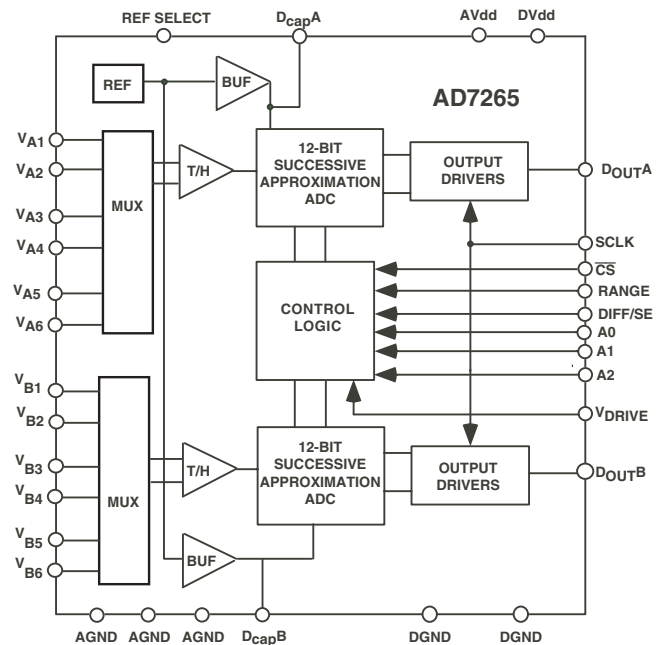 REF SELECT
DcapA
AVdd
DVdd
REF
BUF
AD7265
VA1
VA2
VA3
VA4
VA5
VA6
MUX
T/H
12-BIT
SUCCESSIVE
APPROXIMATION
ADC
OUTPUT
DRIVERS
DOUTA
SCLK
CS
RANGE
DIFF/SE
A0
A1
A2
VDRIVE
CONTROL
LOGIC
VB1
VB2
VB3
VB4
VB5
VB6
MUX
T/H
12-BIT
SUCCESSIVE
APPROXIMATION
ADC
OUTPUT
DRIVERS
DOUTB
BUF
AGND
AGND
AGND
DcapB
DGND
DGND